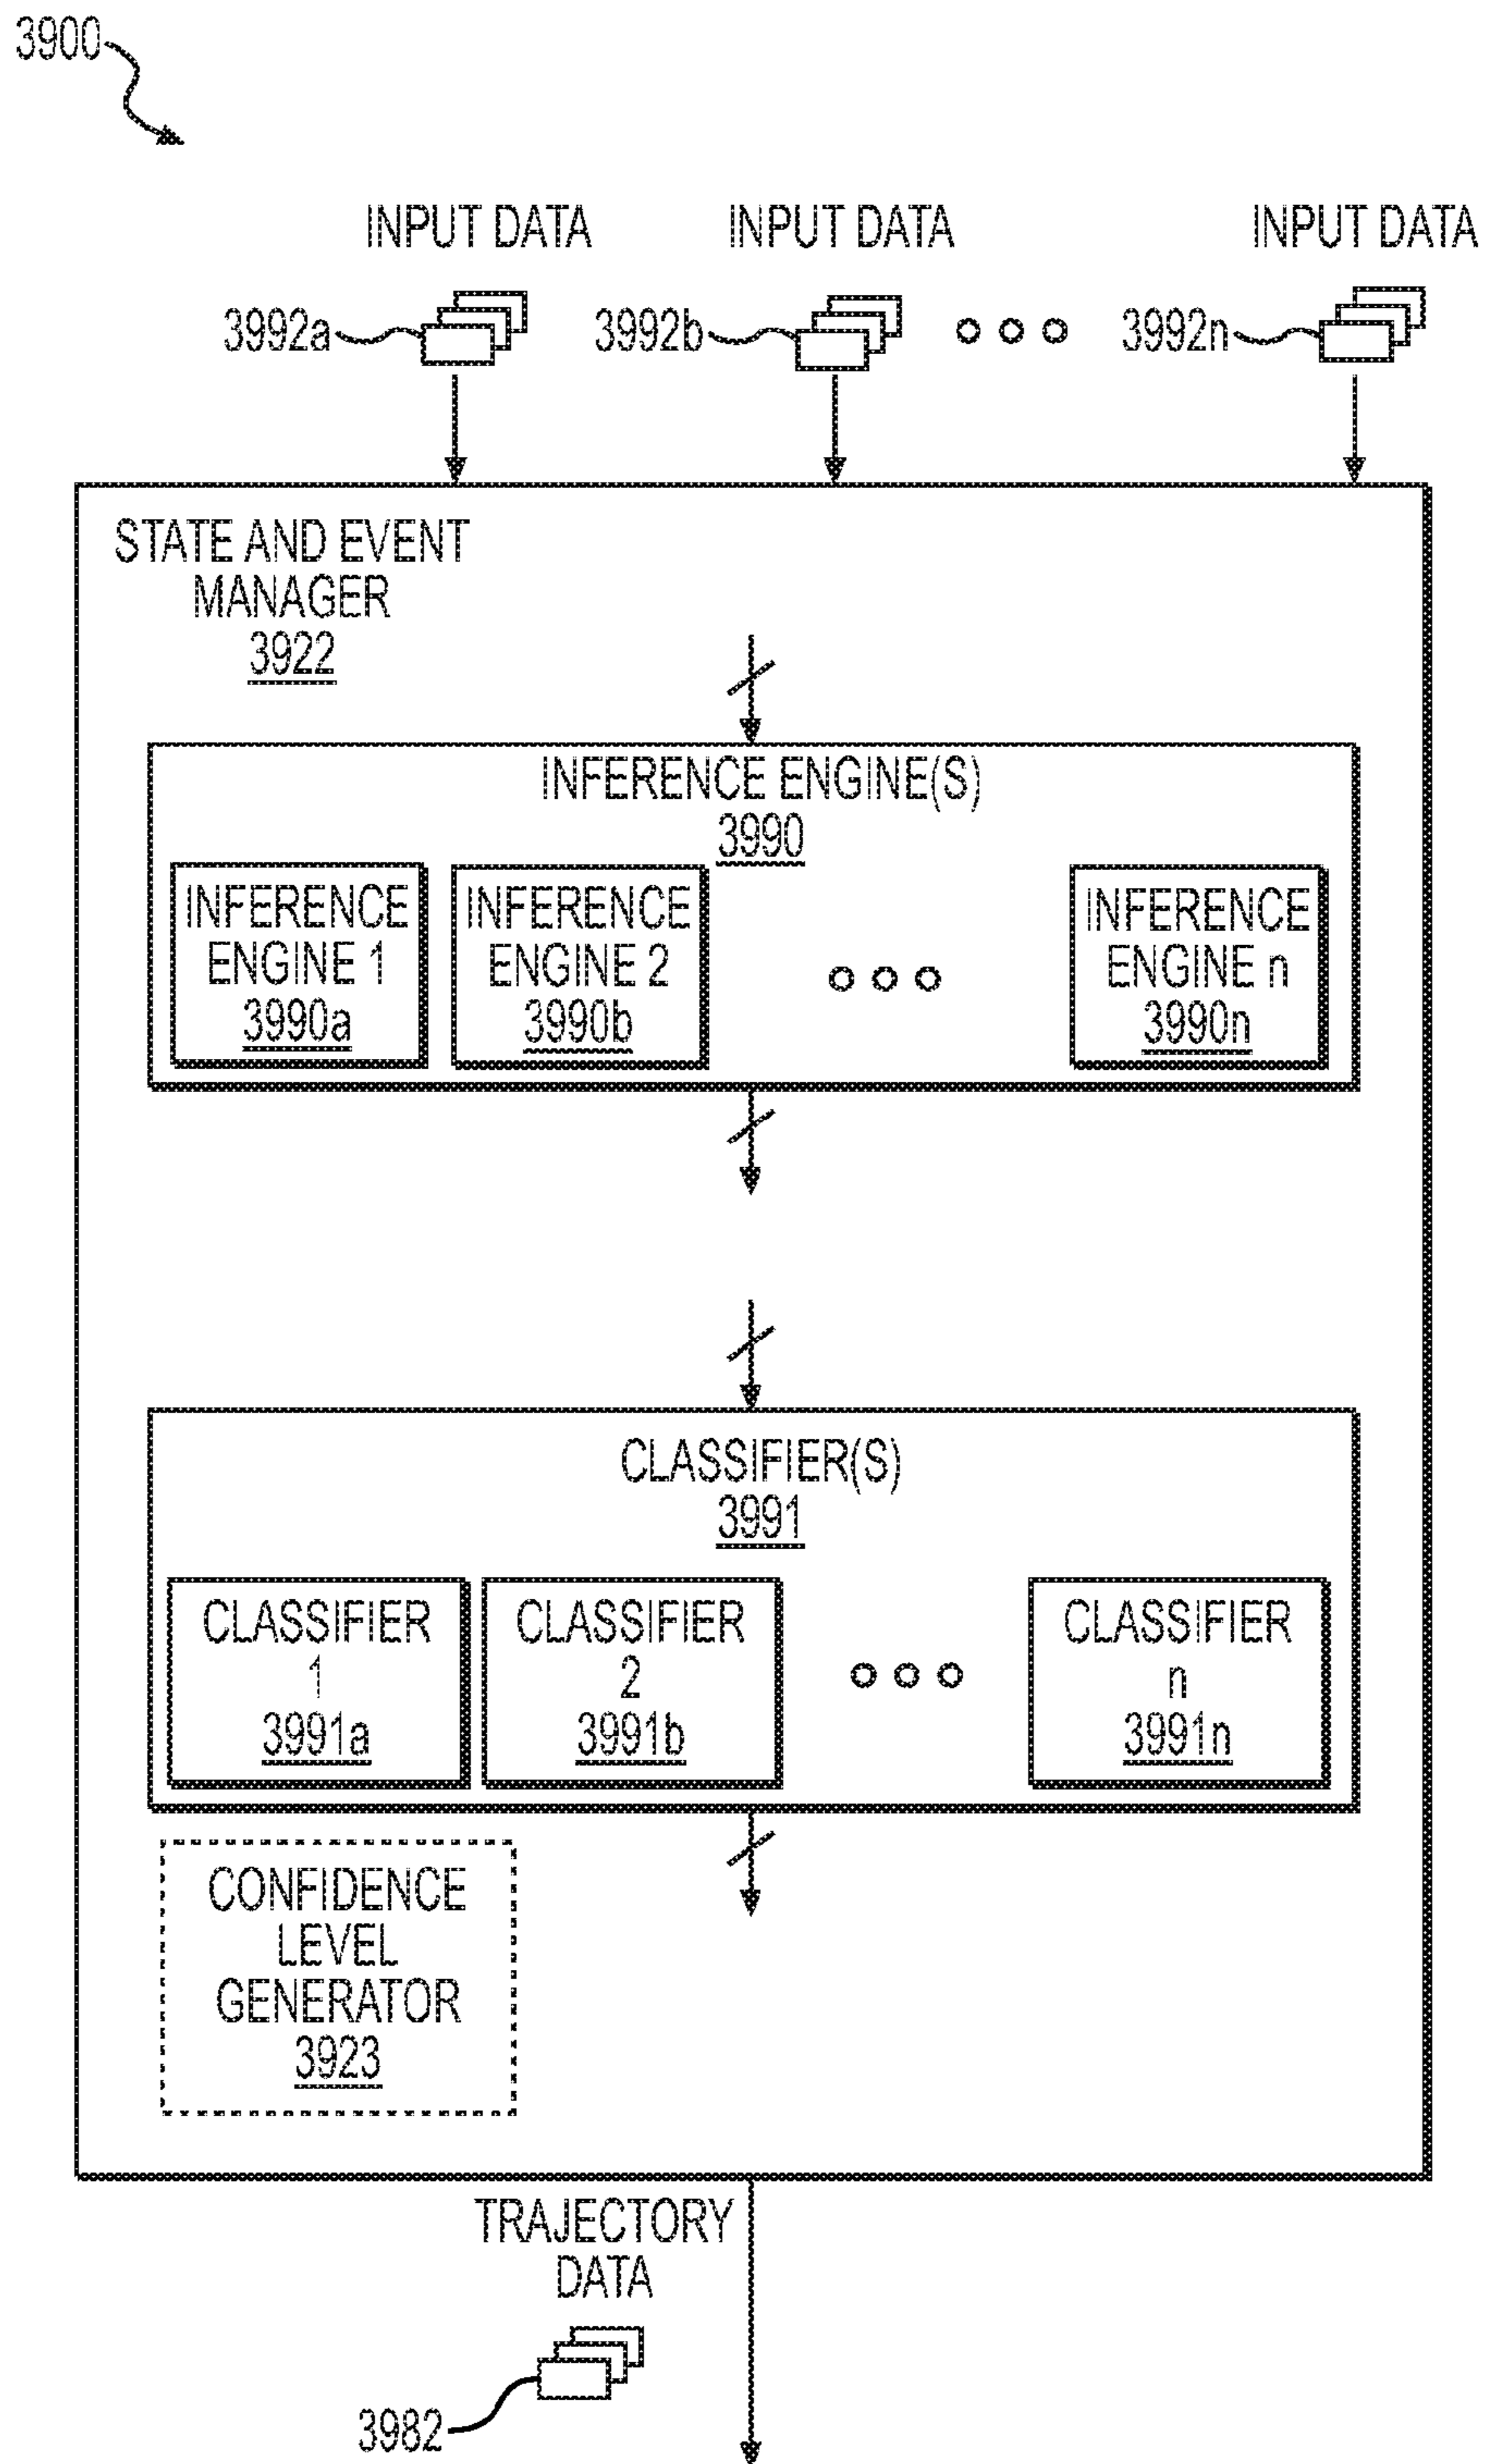 3900
INPUT DATA
INPUT DATA
INPUT DATA
3992a
3992b
3992n
STATE AND EVENT
MANAGER
3922
INFERENCE ENGINE(S)
3990
INFERENCE
ENGINE 1
3990a
INFERENCE
ENGINE 2
3990b
INFERENCE
ENGINE n
3990n
CLASSIFIER(S)
3991
CLASSIFIER
1
3991a
CLASSIFIER
2
3991b
CLASSIFIER
n
3991n
CONFIDENCE
LEVEL
GENERATOR
3923
TRAJECTORY
DATA
3982